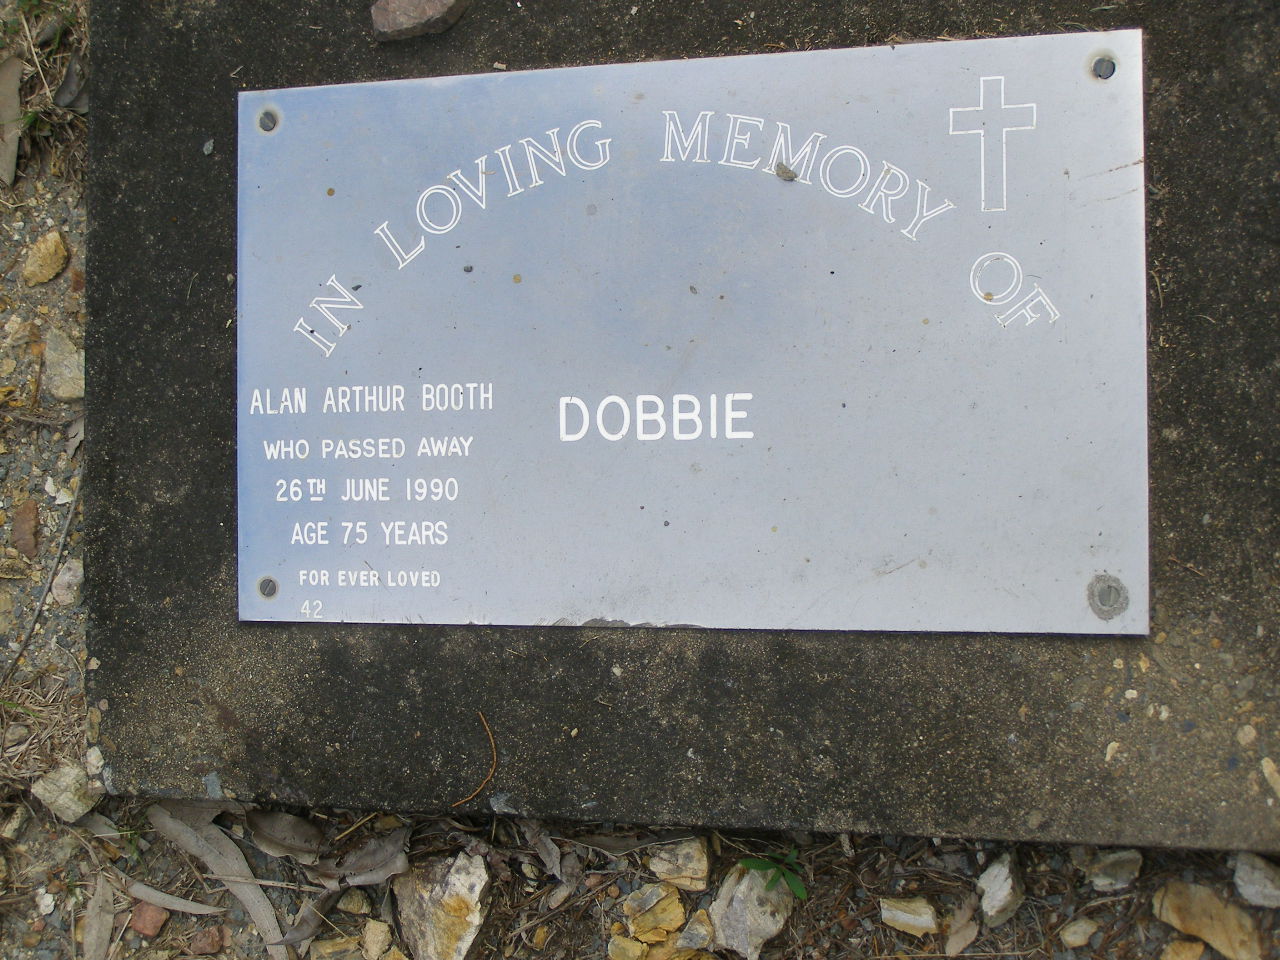 IN LOVING MEMORY OF
ALAN ARTHUR BOOTH
DOBBIE
WHO PASSED AWAY
26TH JUNE 1990
AGE 75 YEARS
FOR EVER LOVED
42